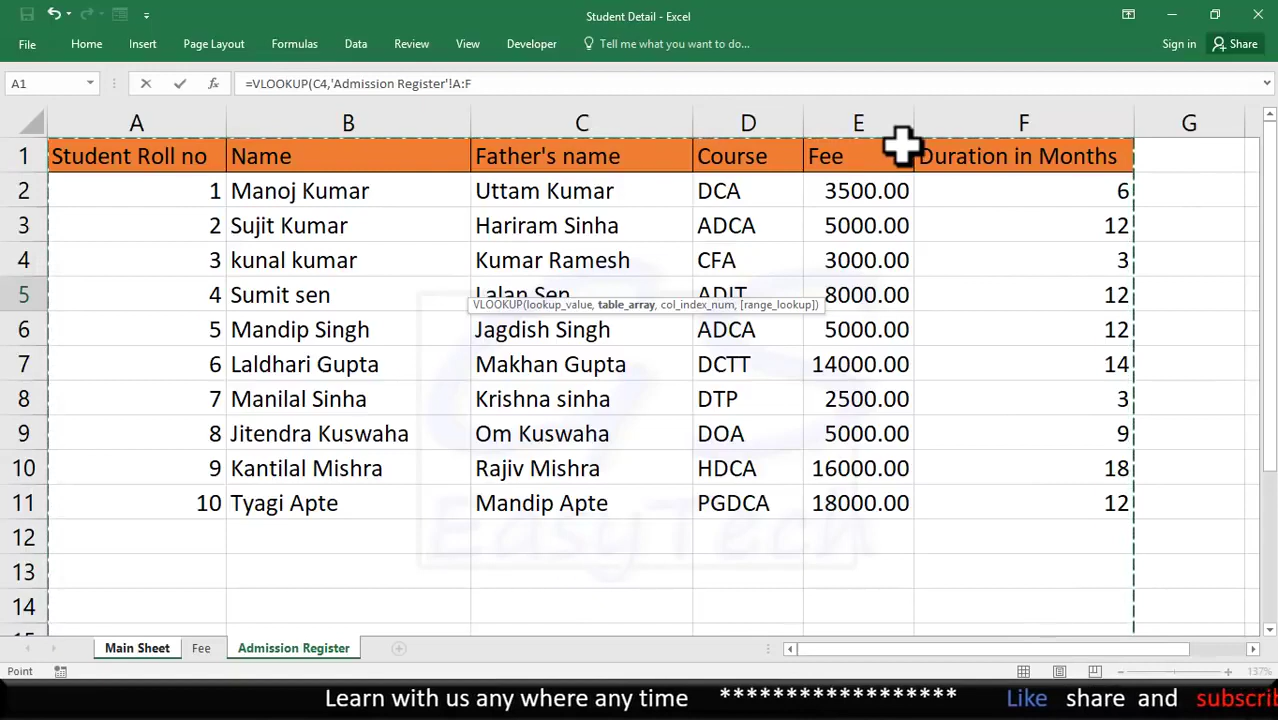 Student Detail - Excel
File Home Insert Page Layout Formulas Data Review View Developer Tell me what you want to do... Sign in Share
A1 fx =VLOOKUP(C4,'Admission Register'!A:F
A B C D E F G
1 Student Roll no Name Father's name Course Fee Duration in Months
2 1 Manoj Kumar Uttam Kumar DCA 3500.00 6
3 2 Sujit Kumar Hariram Sinha ADCA 5000.00 12
4 3 kunal kumar Kumar Ramesh CFA 3000.00 3
5 4 Sumit sen Lalan Sen ADIT 8000.00 12
VLOOKUP(lookup_value, table_array, col_index_num, [range_lookup])
6 5 Mandip Singh Jagdish Singh ADCA 5000.00 12
7 6 Laldhari Gupta Makhan Gupta DCTT 14000.00 14
8 7 Manilal Sinha Krishna sinha DTP 2500.00 3
9 8 Jitendra Kuswaha Om Kuswaha DOA 5000.00 9
10 9 Kantilal Mishra Rajiv Mishra HDCA 16000.00 18
11 10 Tyagi Apte Mandip Apte PGDCA 18000.00 12
12
EasyTech
13
14
15
Main Sheet Fee Admission Register
Point 137%
Learn with us any where any time ****************** Like share and subscrib